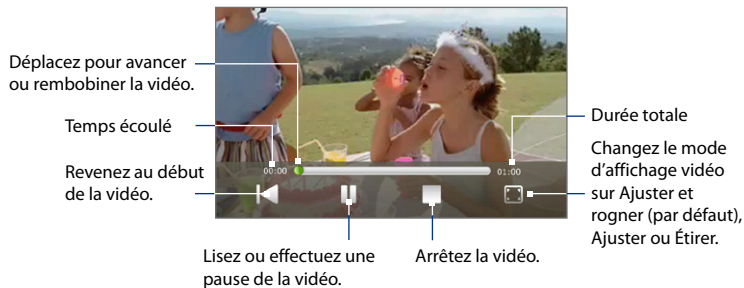 Déplacez pour avancer
ou rembobiner la vidéo.
Temps écoulé
Revenez au début
de la vidéo.
00:00
01:00
Durée totale
Changez le mode
d'affichage vidéo
sur Ajuster et
rogner (par défaut),
Ajuster ou Étirer.
Lisez ou effectuez une
pause de la vidéo.
Arrêtez la vidéo.